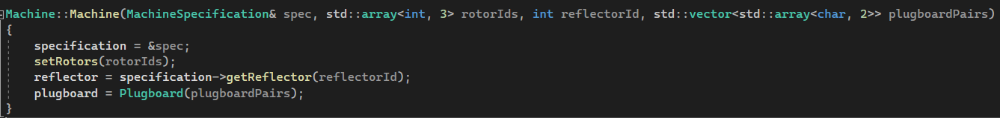 Machine::Machine(MachineSpecification& spec, std::array<int, 3> rotorIds, int reflectorId, std::vector<std::array<char, 2>> plugboardPairs)
{
    specification = &spec;
    setRotors(rotorIds);
    reflector = specification->getReflector(reflectorId);
    plugboard = Plugboard(plugboardPairs);
}